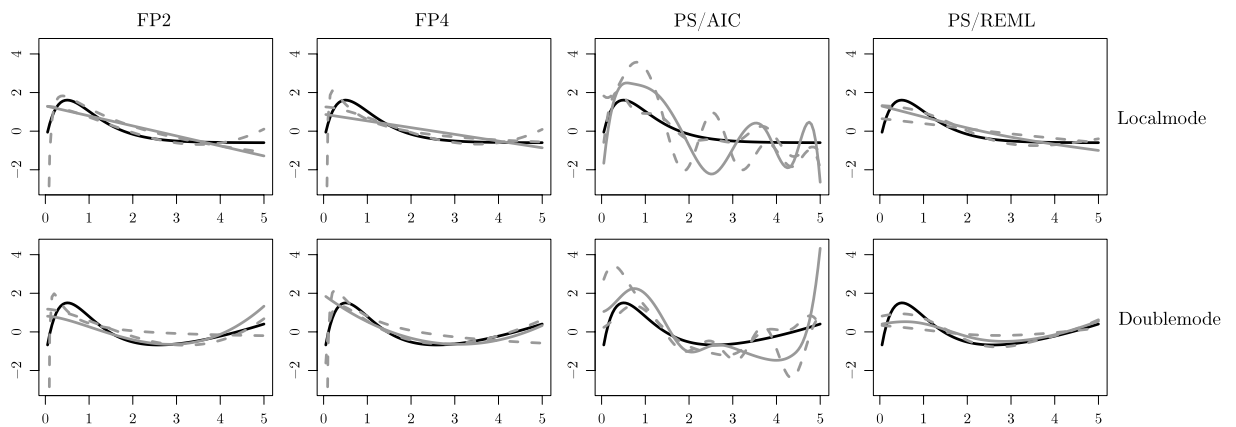 FP2 FP4 PS/AIC PS/REML
4 4 4 4
2 2 2 2
0 0 0 0
−2 −2 −2 −2
Localmode
0 1 2 3 4 5 0 1 2 3 4 5 0 1 2 3 4 5 0 1 2 3 4 5
4 4 4 4
2 2 2 2
0 0 0 0
−2 −2 −2 −2
Doublemode
0 1 2 3 4 5 0 1 2 3 4 5 0 1 2 3 4 5 0 1 2 3 4 5